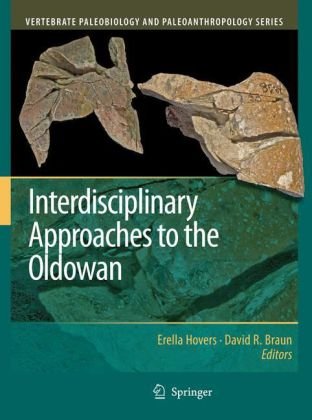 VERTEBRATE PALEOBIOLOGY AND PALEOANTHROPOLOGY SERIES
Interdisciplinary
Approaches to the
Oldowan
Erella Hovers · David R. Braun
Editors
Springer